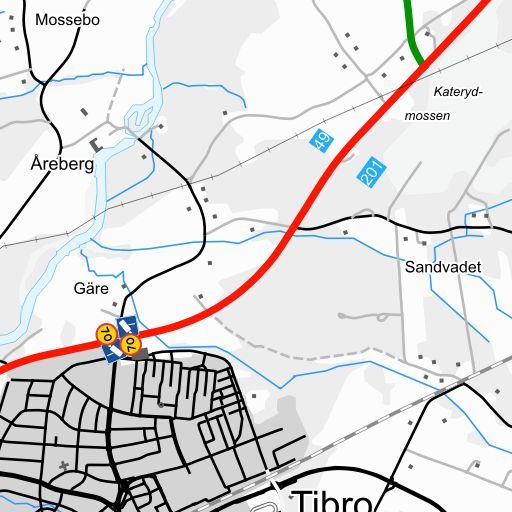 Mossebo
Kateryd-
mossen
49
201
Åreberg
Sandvadet
Gäre
70
70
Tibro